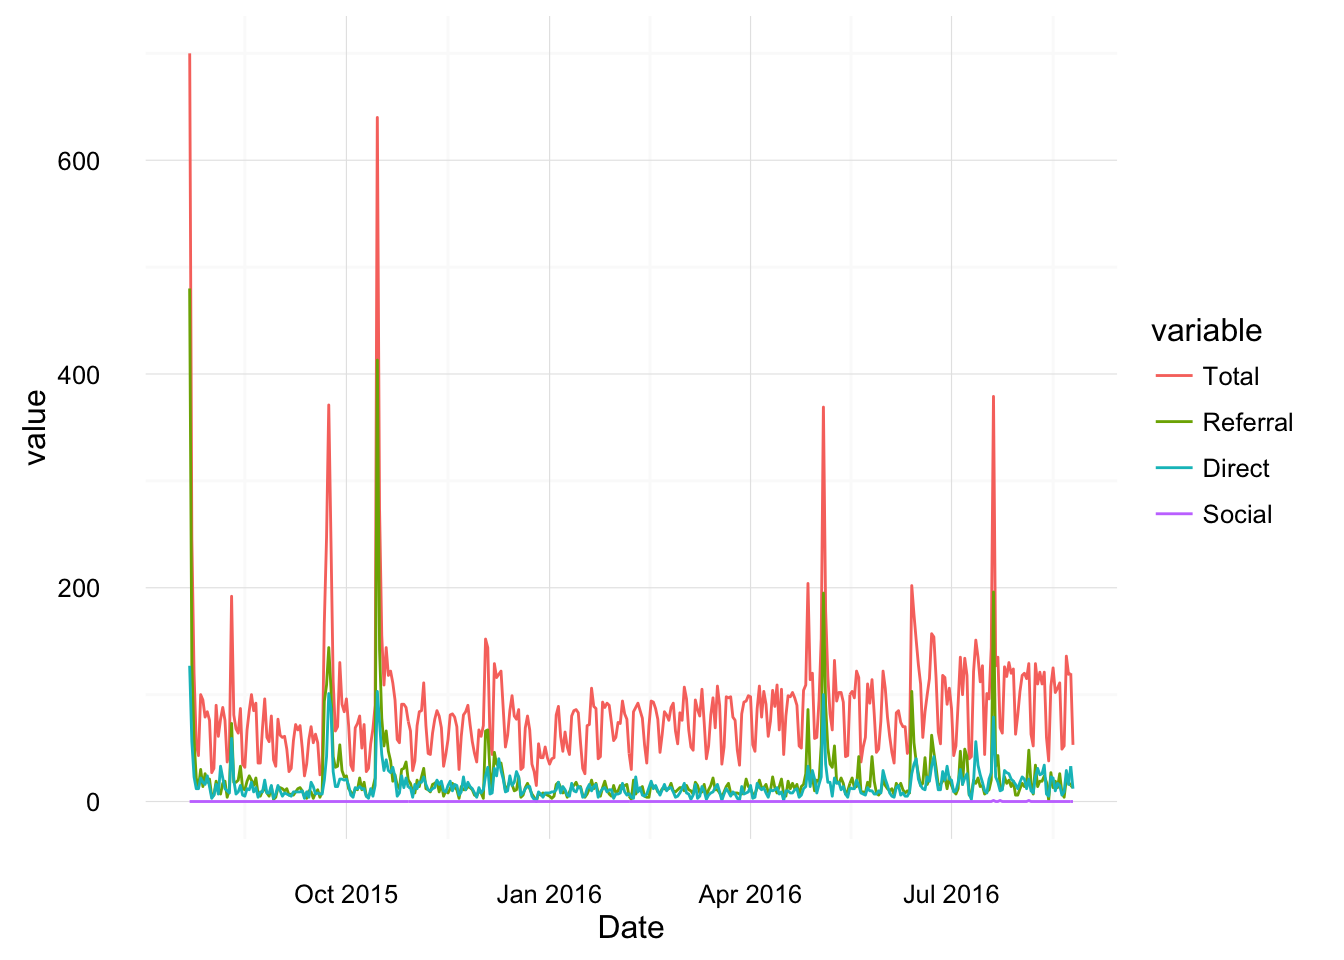 600
400
200
0
value
Oct 2015 Jan 2016 Apr 2016 Jul 2016
Date
variable
Total
Referral
Direct
Social